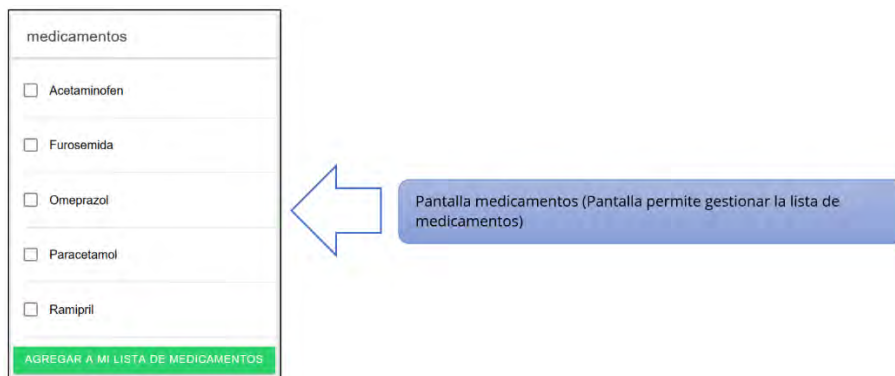 medicamentos
Acetaminofen
Furosemida
Omeprazol
Paracetamol
Ramipril
AGREGAR A MI LISTA DE MEDICAMENTOS
Pantalla medicamentos (Pantalla permite gestionar la lista de
medicamentos)